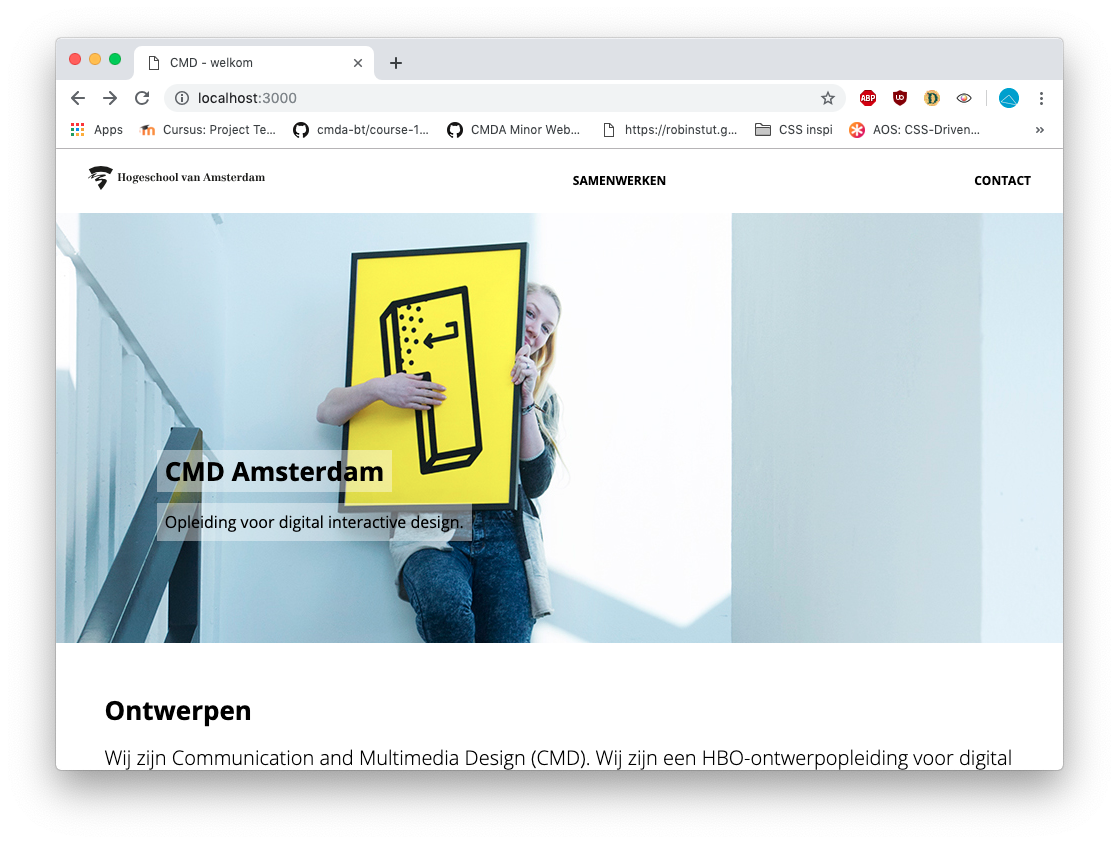 CMD - welkom
localhost:3000
ABP
UD
Apps
Cursus: Project Te...
cmda-bt/course-1...
CMDA Minor Web...
https://robinstut.g...
CSS inspi
AOS: CSS-Driven...
»
Hogeschool van Amsterdam
SAMENWERKEN
CONTACT
CMD Amsterdam
Opleiding voor digital interactive design.
Ontwerpen
Wij zijn Communication and Multimedia Design (CMD). Wij zijn een HBO-ontwerpopleiding voor digital